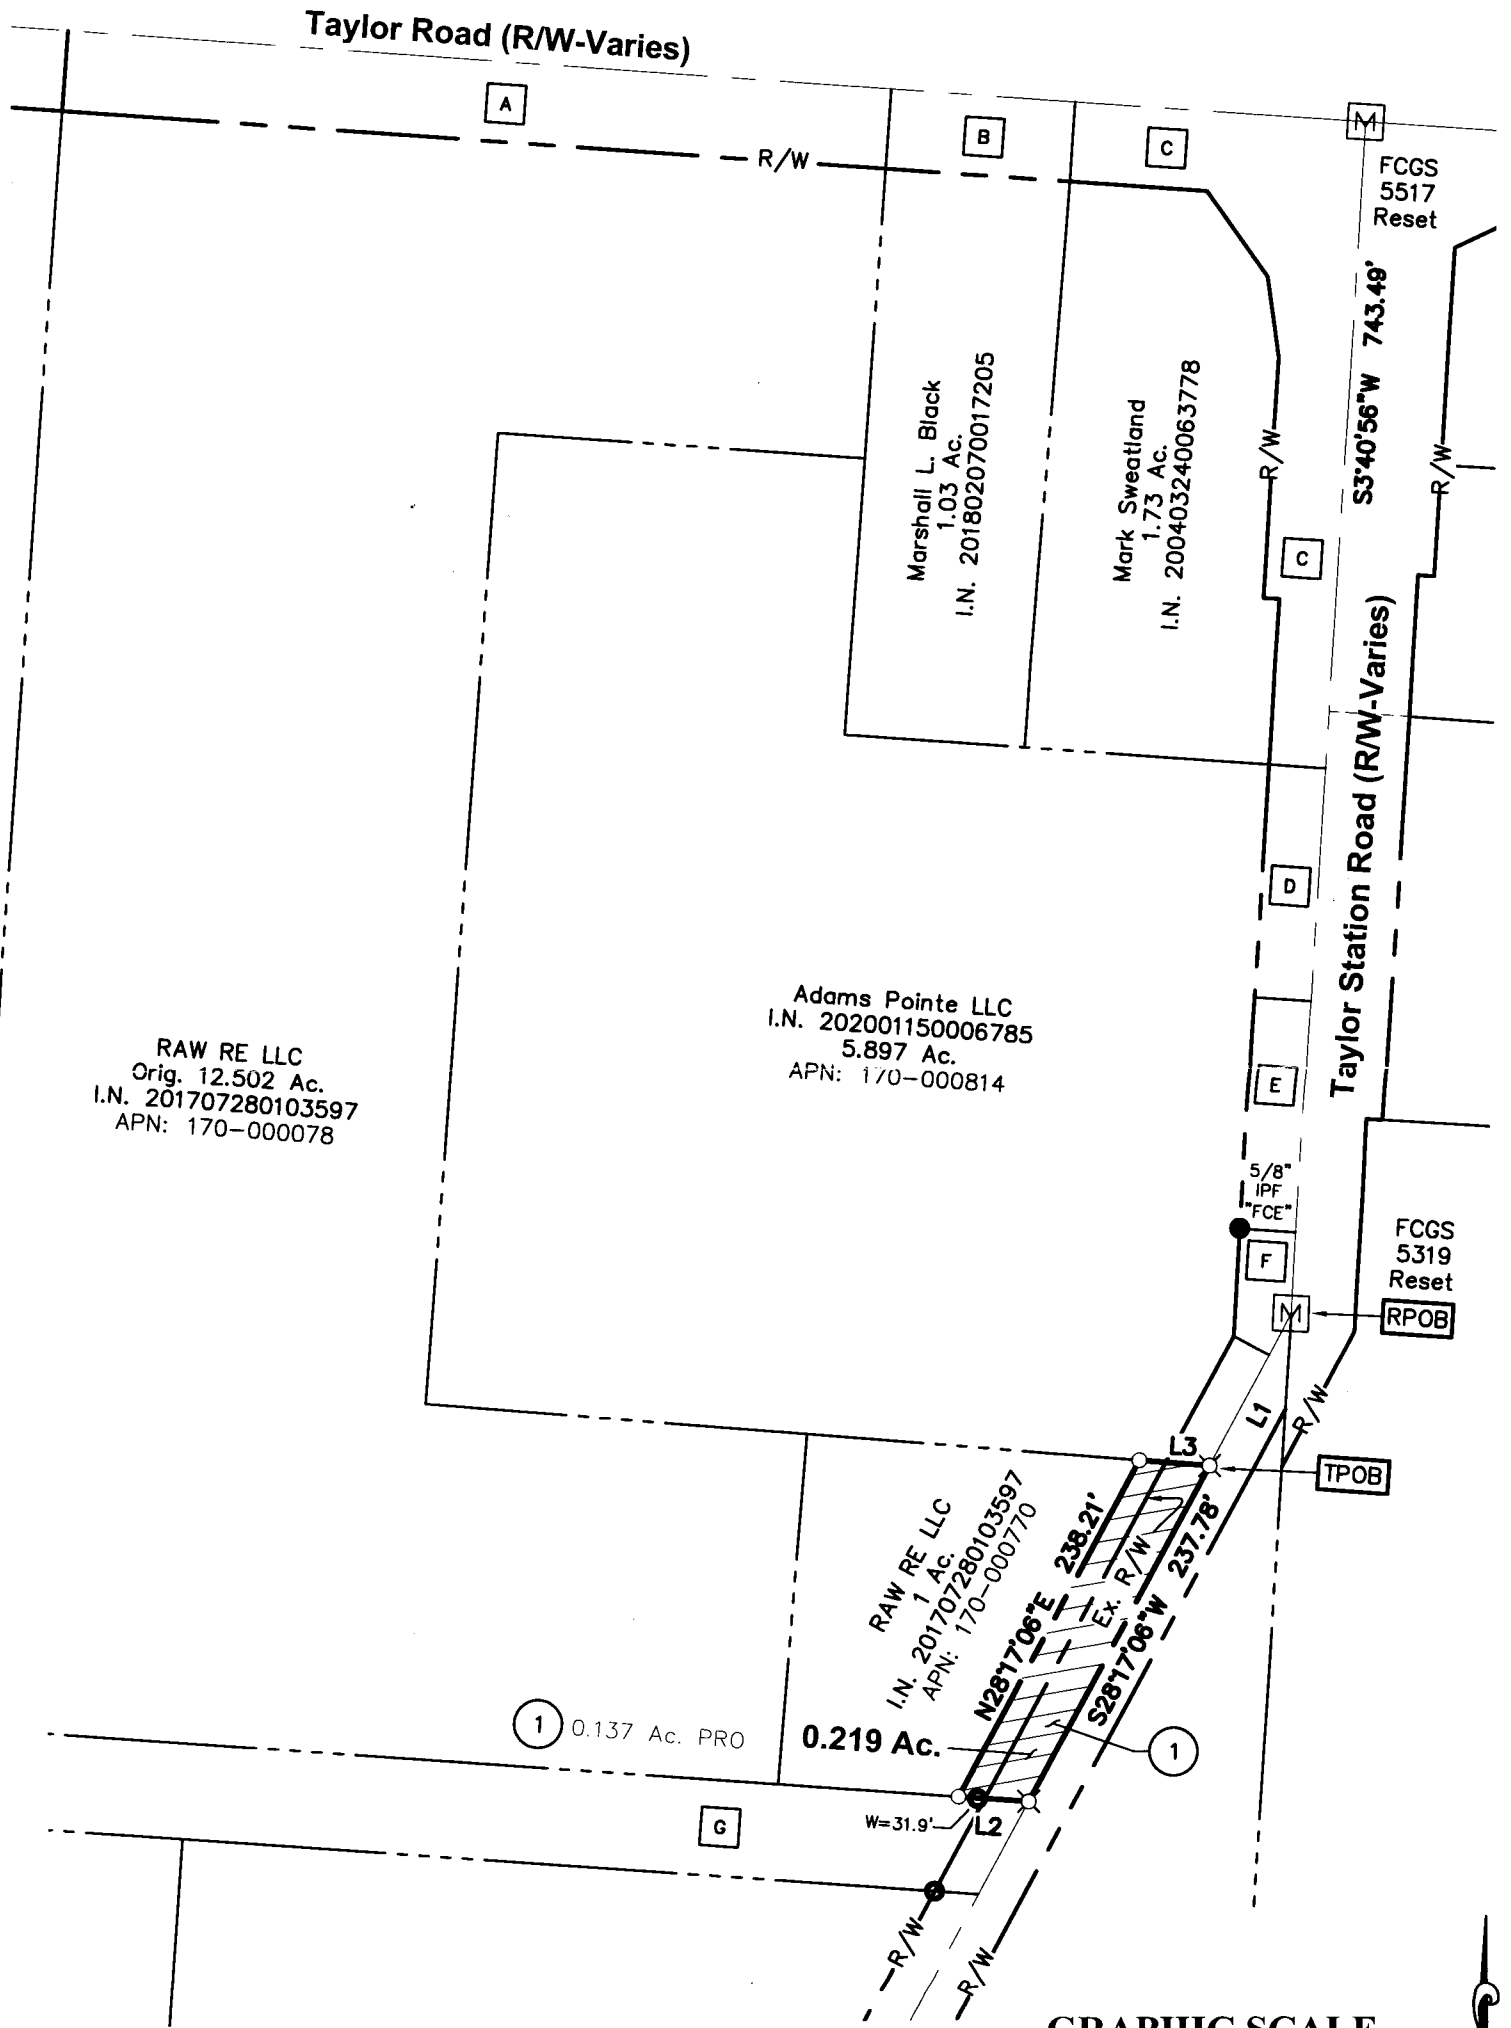 Taylor Road (R/W-Varies)
A
B
C
R/W
M
FCGS
5517
Reset
S3°40'56"W 743.49'
R/W
R/W
Marshall L. Black
1.03 Ac.
I.N. 201802070017205
Mark Sweatland
1.73 Ac.
I.N. 200403240063778
C
Taylor Station Road (R/W-Varies)
D
Adams Pointe LLC
I.N. 202001150006785
5.897 Ac.
APN: 170-000814
RAW RE LLC
Orig. 12.502 Ac.
I.N. 201707280103597
APN: 170-000078
E
5/8"
IPF
"FCE"
F
FCGS
5319
Reset
M
RPOB
L1
R/W
L3
TPOB
RAW RE LLC
1 Ac.
I.N. 201707280103597
APN: 170-000770
N28°17'06"E 238.21'
Ex. R/W
S28°17'06"W 237.78'
1 0.137 Ac. PRO
0.219 Ac.
1
G
W=31.9'
L2
R/W
R/W
GRAPHIC SCALE